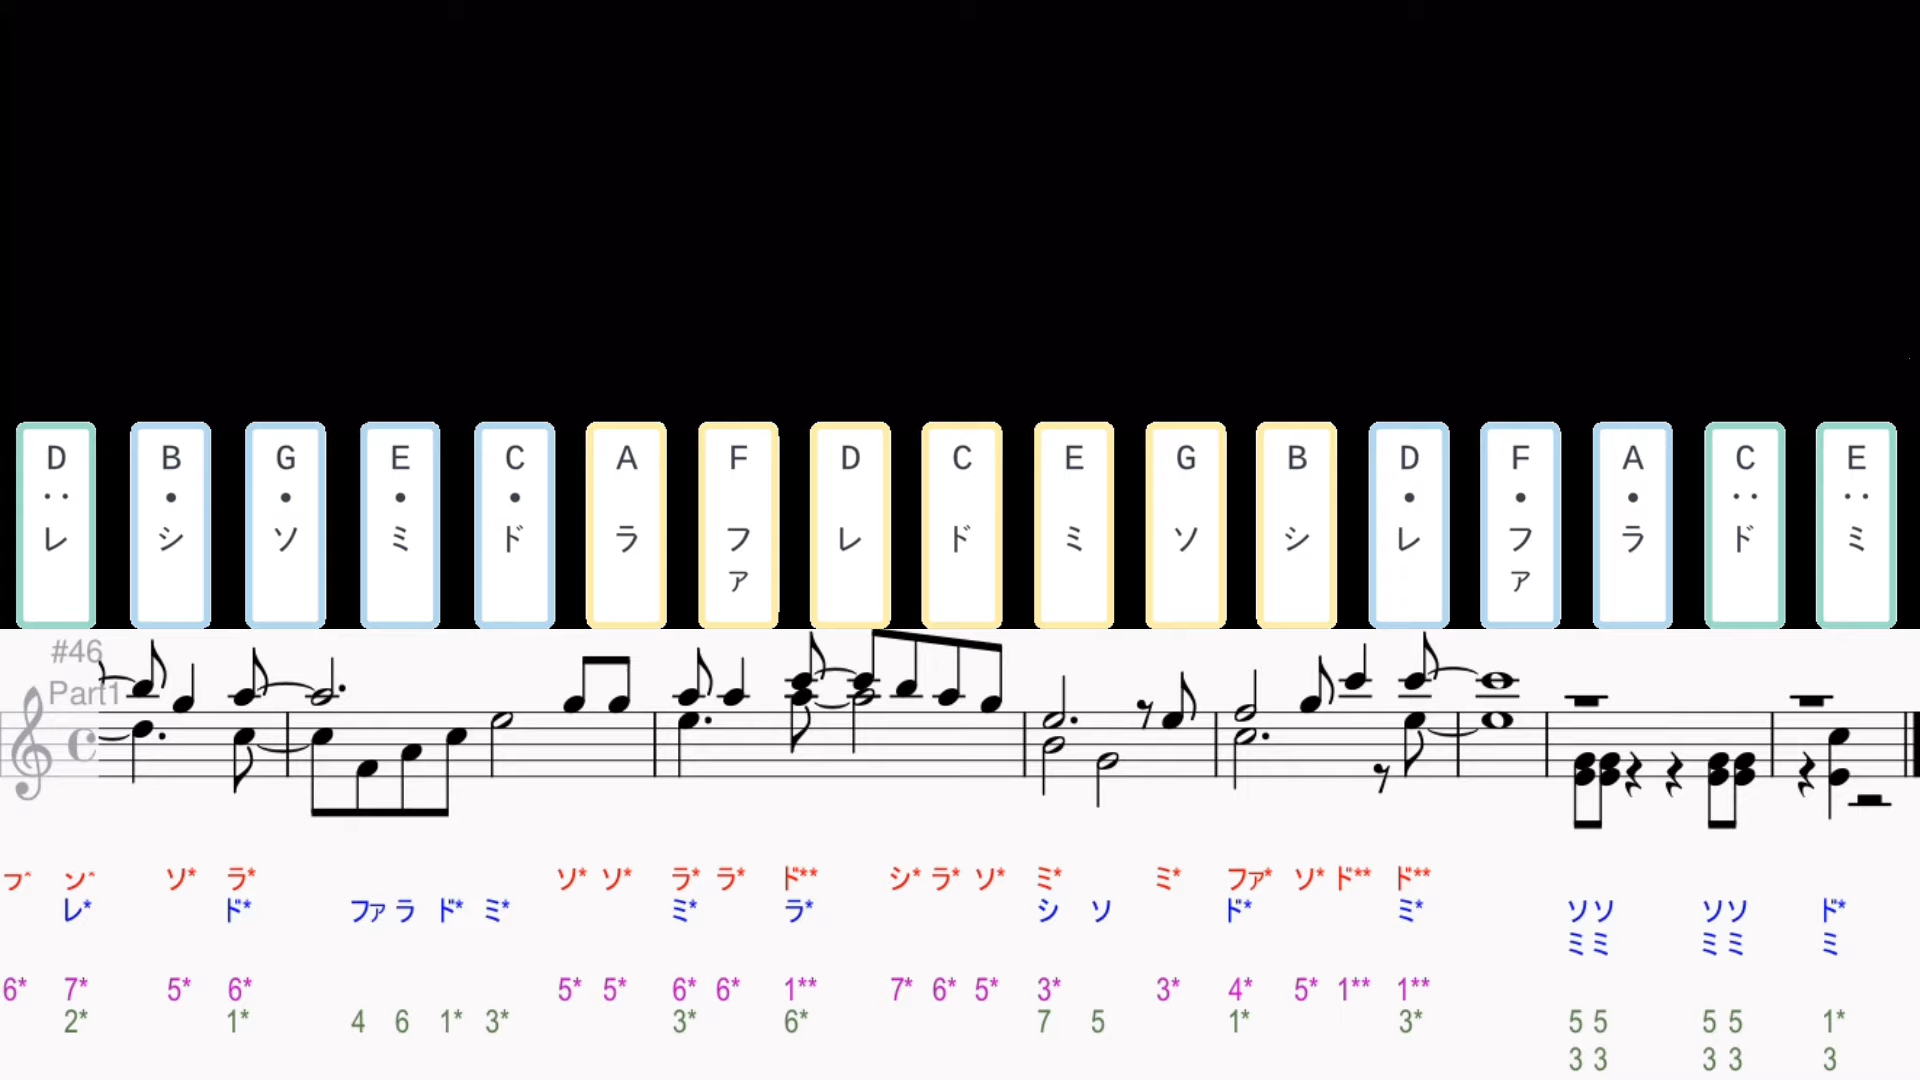 D B G E C A F D C E G B D F A C E
•• • • • • • • • •• ••
レ シ ソ ミ ド ラ ファ レ ド ミ ソ シ レ ファ ラ ド ミ
#46
Part1
ソ* ラ* ソ* ソ* ラ* ラ* ド** シ* ラ* ソ* ミ* ミ* ファ* ソ* ド** ド**
レ* ド* ファ ラ ド* ミ* ミ* ラ* シ ソ ド* ミ* ソソ ソソ ド*
ミミ ミミ ミ
6* 7* 5* 6* 5* 5* 6* 6* 1** 7* 6* 5* 3* 3* 4* 5* 1** 1**
2* 1* 4 6 1* 3* 3* 6* 7 5 1* 3* 5 5 5 5 1*
3 3 3 3 3